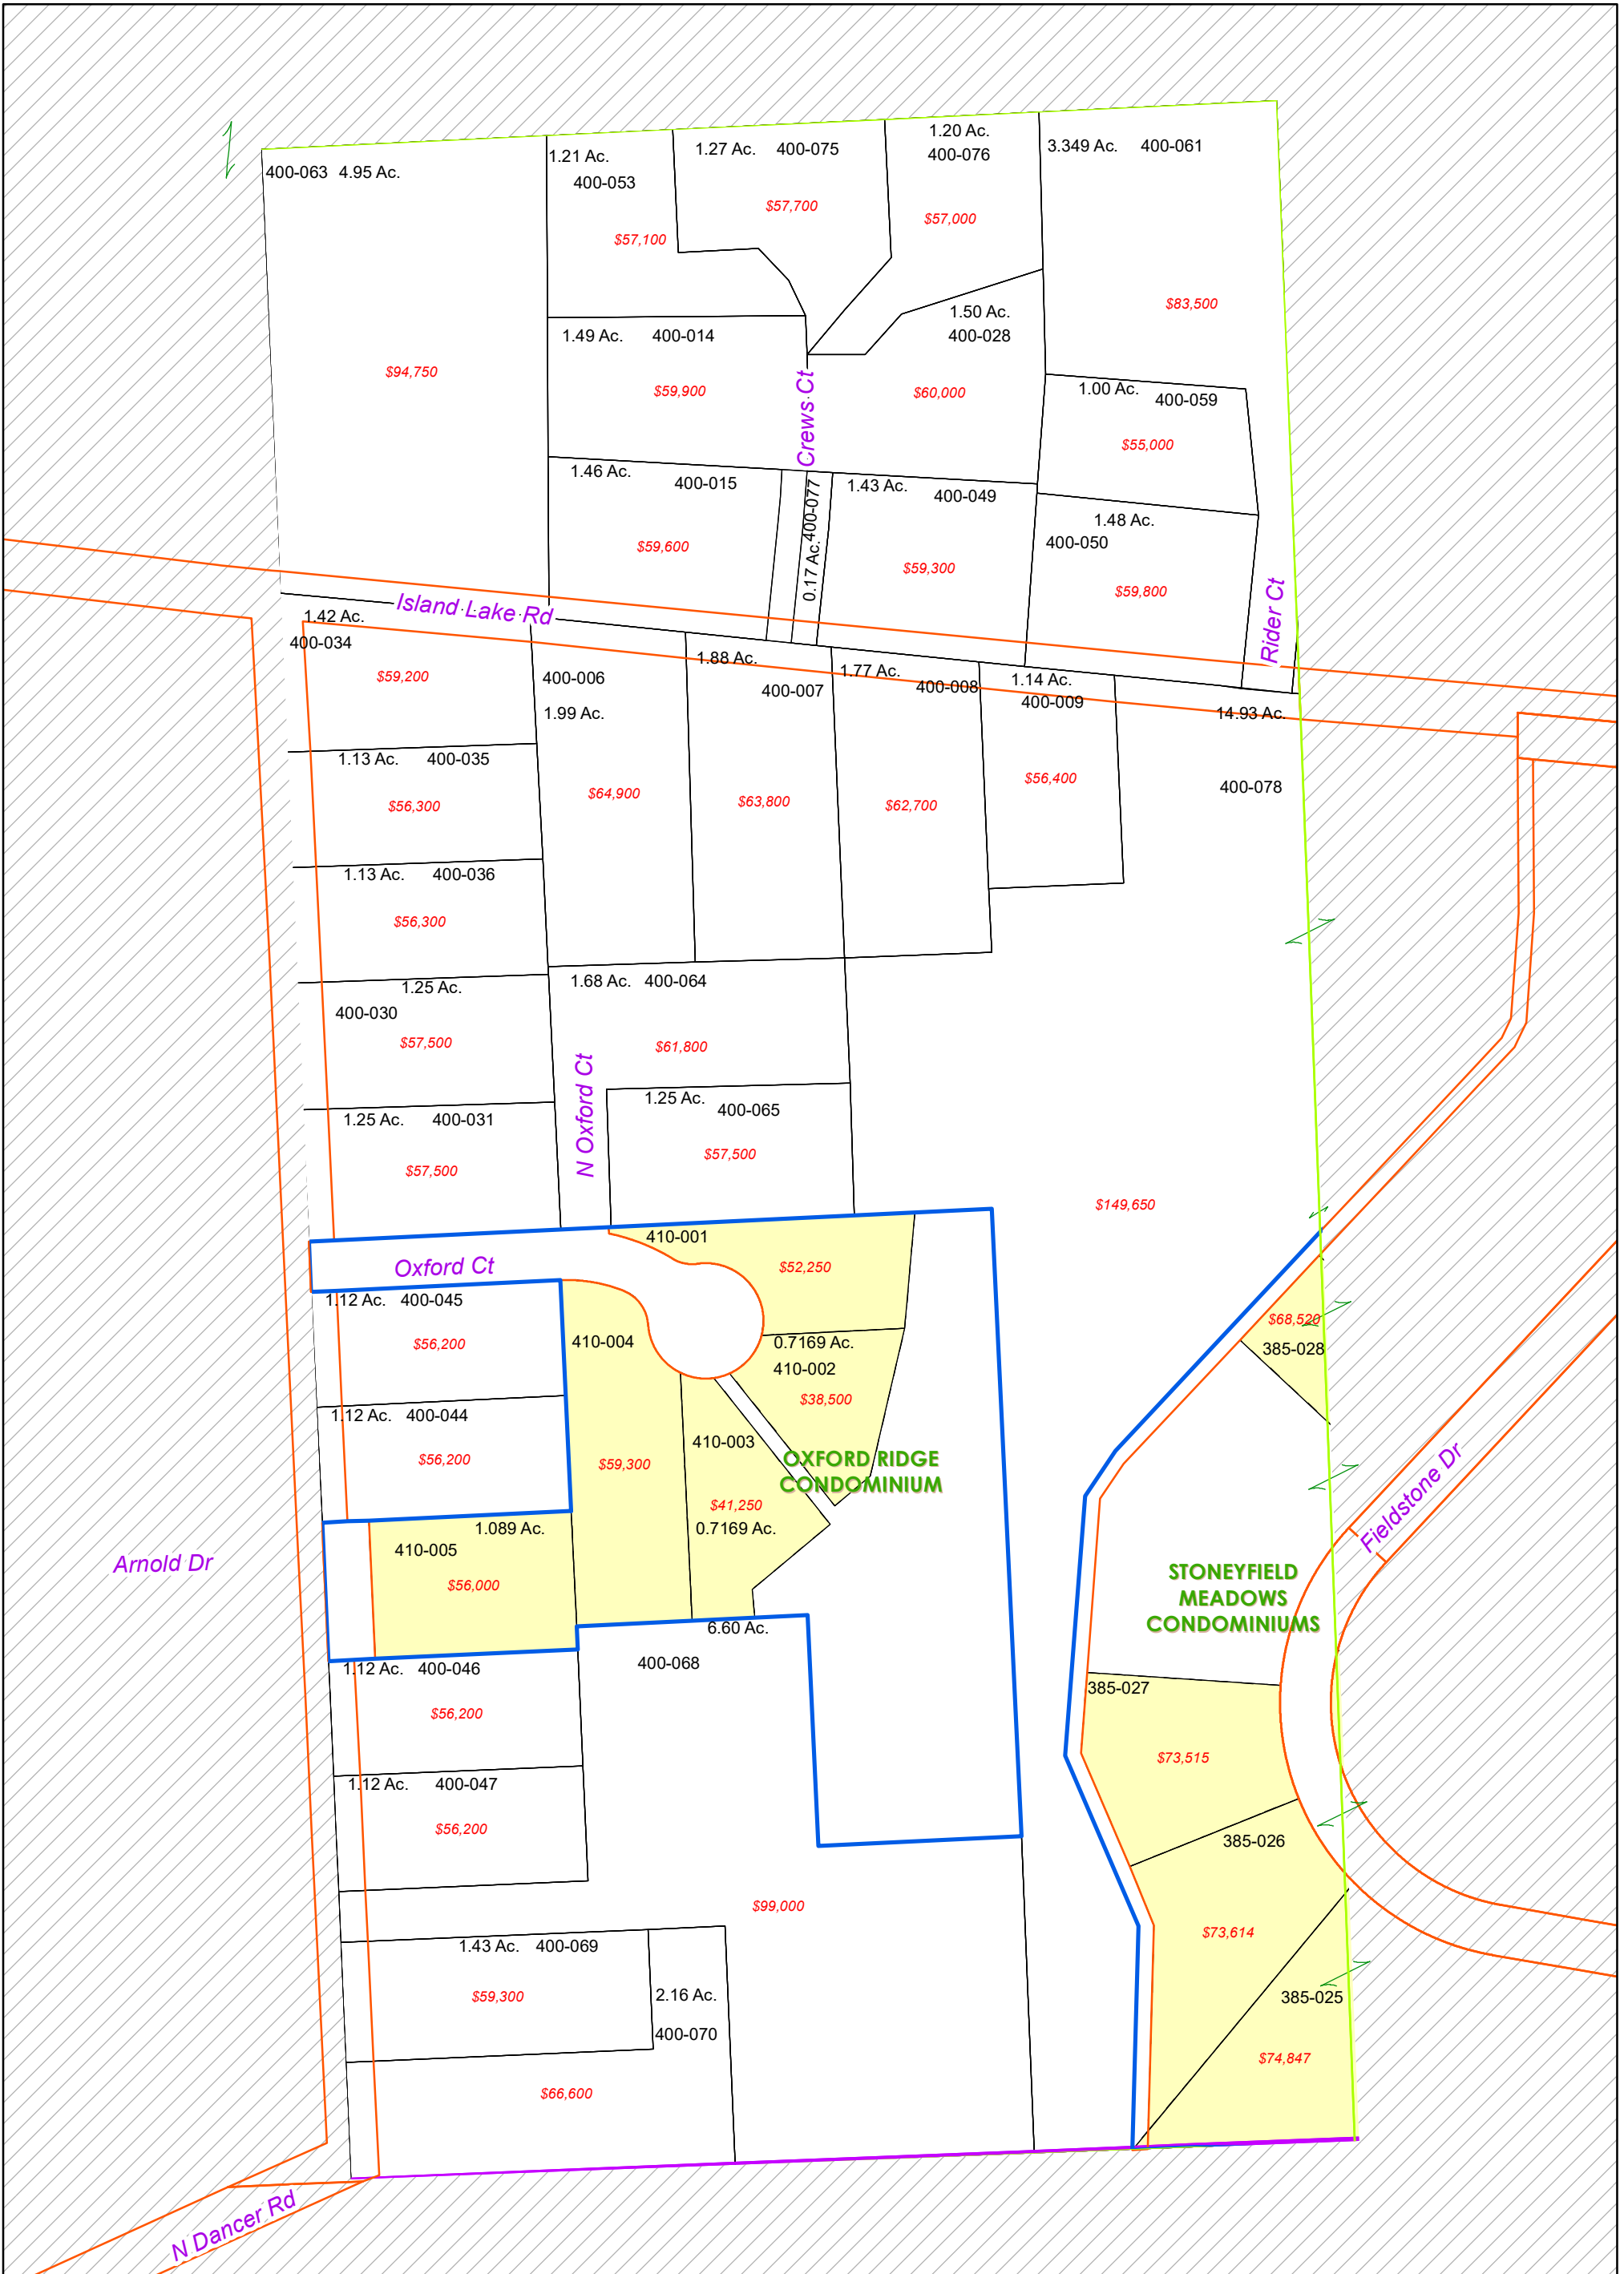 400-063 4.95 Ac.
$94,750
1.21 Ac.
400-053
$57,100
1.27 Ac. 400-075
$57,700
1.20 Ac.
400-076
$57,000
3.349 Ac. 400-061
$83,500
1.49 Ac. 400-014
$59,900
Crews Ct
1.50 Ac.
400-028
$60,000
1.00 Ac.
400-059
$55,000
1.46 Ac.
400-015
$59,600
400-077
0.17 Ac.
1.43 Ac. 400-049
$59,300
1.48 Ac.
400-050
$59,800
Rider Ct
Island Lake Rd
1.42 Ac.
400-034
$59,200
400-006
1.99 Ac.
$64,900
1.88 Ac.
400-007
$63,800
1.77 Ac.
400-008
$62,700
1.14 Ac.
400-009
$56,400
14.93 Ac.
400-078
$149,650
1.13 Ac. 400-035
$56,300
1.13 Ac. 400-036
$56,300
1.25 Ac.
400-030
$57,500
1.68 Ac. 400-064
$61,800
N Oxford Ct
1.25 Ac.
400-065
$57,500
1.25 Ac. 400-031
$57,500
Oxford Ct
410-001
$52,250
1.12 Ac. 400-045
$56,200
410-004
$59,300
0.7169 Ac.
410-002
$38,500
1.12 Ac. 400-044
$56,200
410-003
$41,250
0.7169 Ac.
OXFORD RIDGE
CONDOMINIUM
$68,520
385-028
Fieldstone Dr
Arnold Dr
1.089 Ac.
410-005
$56,000
STONEYFIELD
MEADOWS
CONDOMINIUMS
6.60 Ac.
400-068
$99,000
1.12 Ac. 400-046
$56,200
1.12 Ac. 400-047
$56,200
385-027
$73,515
385-026
$73,614
385-025
$74,847
1.43 Ac. 400-069
$59,300
2.16 Ac.
400-070
$66,600
N Dancer Rd